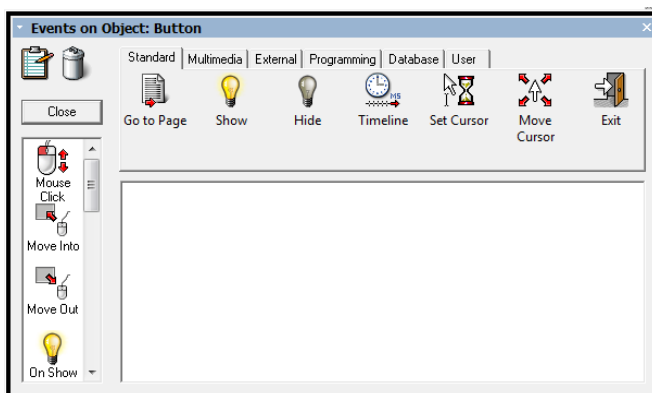 Events on Object: Button
Standard Multimedia External Programming Database User
Close
Go to Page Show Hide Timeline Set Cursor Move Cursor Exit
MS
Mouse
Click
Move Into
Move Out
On Show